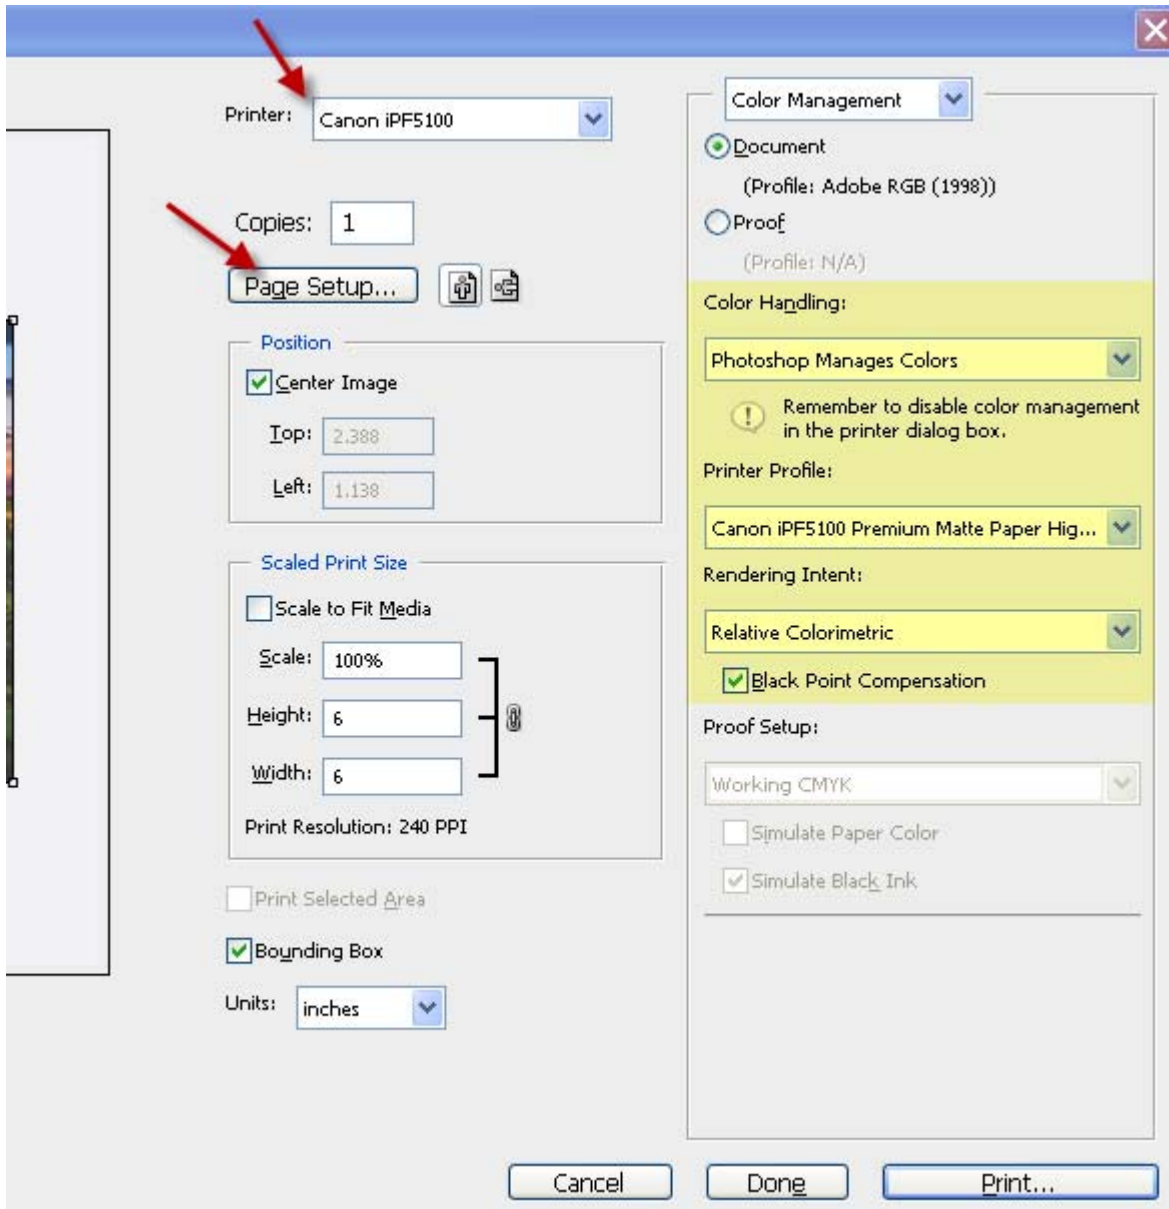 Printer: Canon iPF5100
Copies: 1
Page Setup...
Position
Center Image
Top: 2.388
Left: 1.138
Scaled Print Size
Scale to Fit Media
Scale: 100%
Height: 6
Width: 6
Print Resolution: 240 PPI
Print Selected Area
Bounding Box
Units: inches
Color Management
Document
(Profile: Adobe RGB (1998))
Proof
(Profile: N/A)
Color Handling:
Photoshop Manages Colors
Remember to disable color management
in the printer dialog box.
Printer Profile:
Canon iPF5100 Premium Matte Paper Hig...
Rendering Intent:
Relative Colorimetric
Black Point Compensation
Proof Setup:
Working CMYK
Simulate Paper Color
Simulate Black Ink
Cancel
Done
Print...